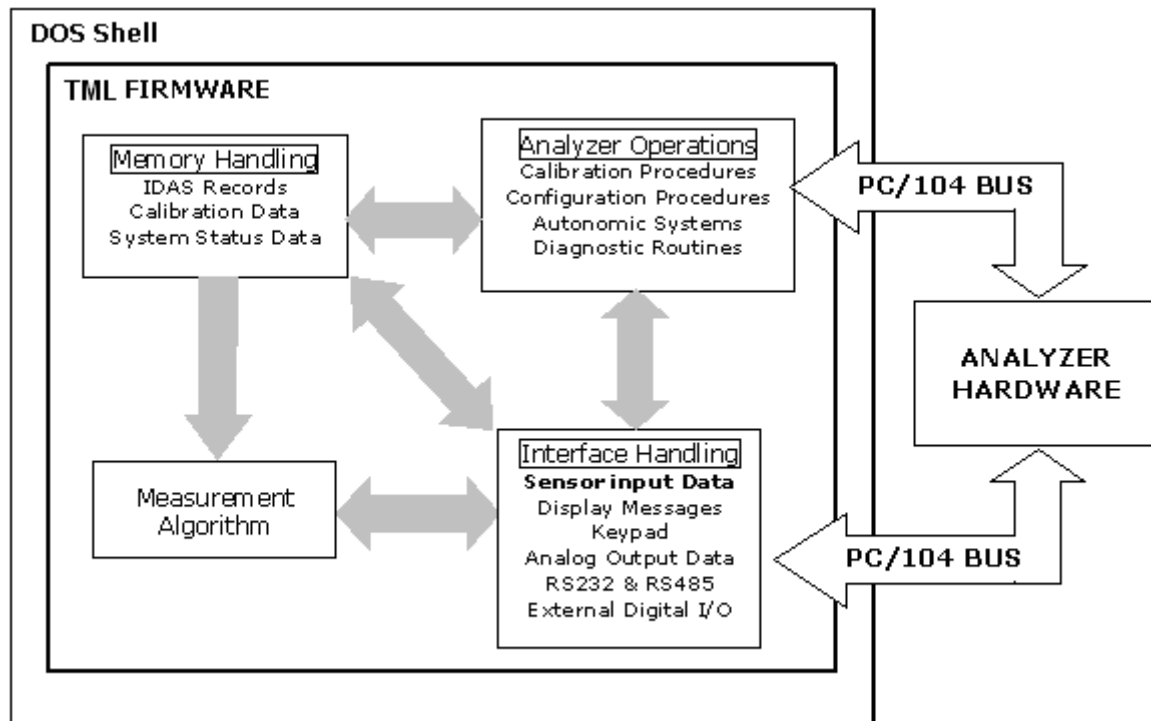 DOS Shell
TML FIRMWARE
Memory Handling
IDAS Records
Calibration Data
System Status Data
Analyzer Operations
Calibration Procedures
Configuration Procedures
Autonomic Systems
Diagnostic Routines
PC/104 BUS
ANALYZER
HARDWARE
Measurement
Algorithm
Interface Handling
Sensor input Data
Display Messages
Keypad
Analog Output Data
RS232 & RS485
External Digital I/O
PC/104 BUS